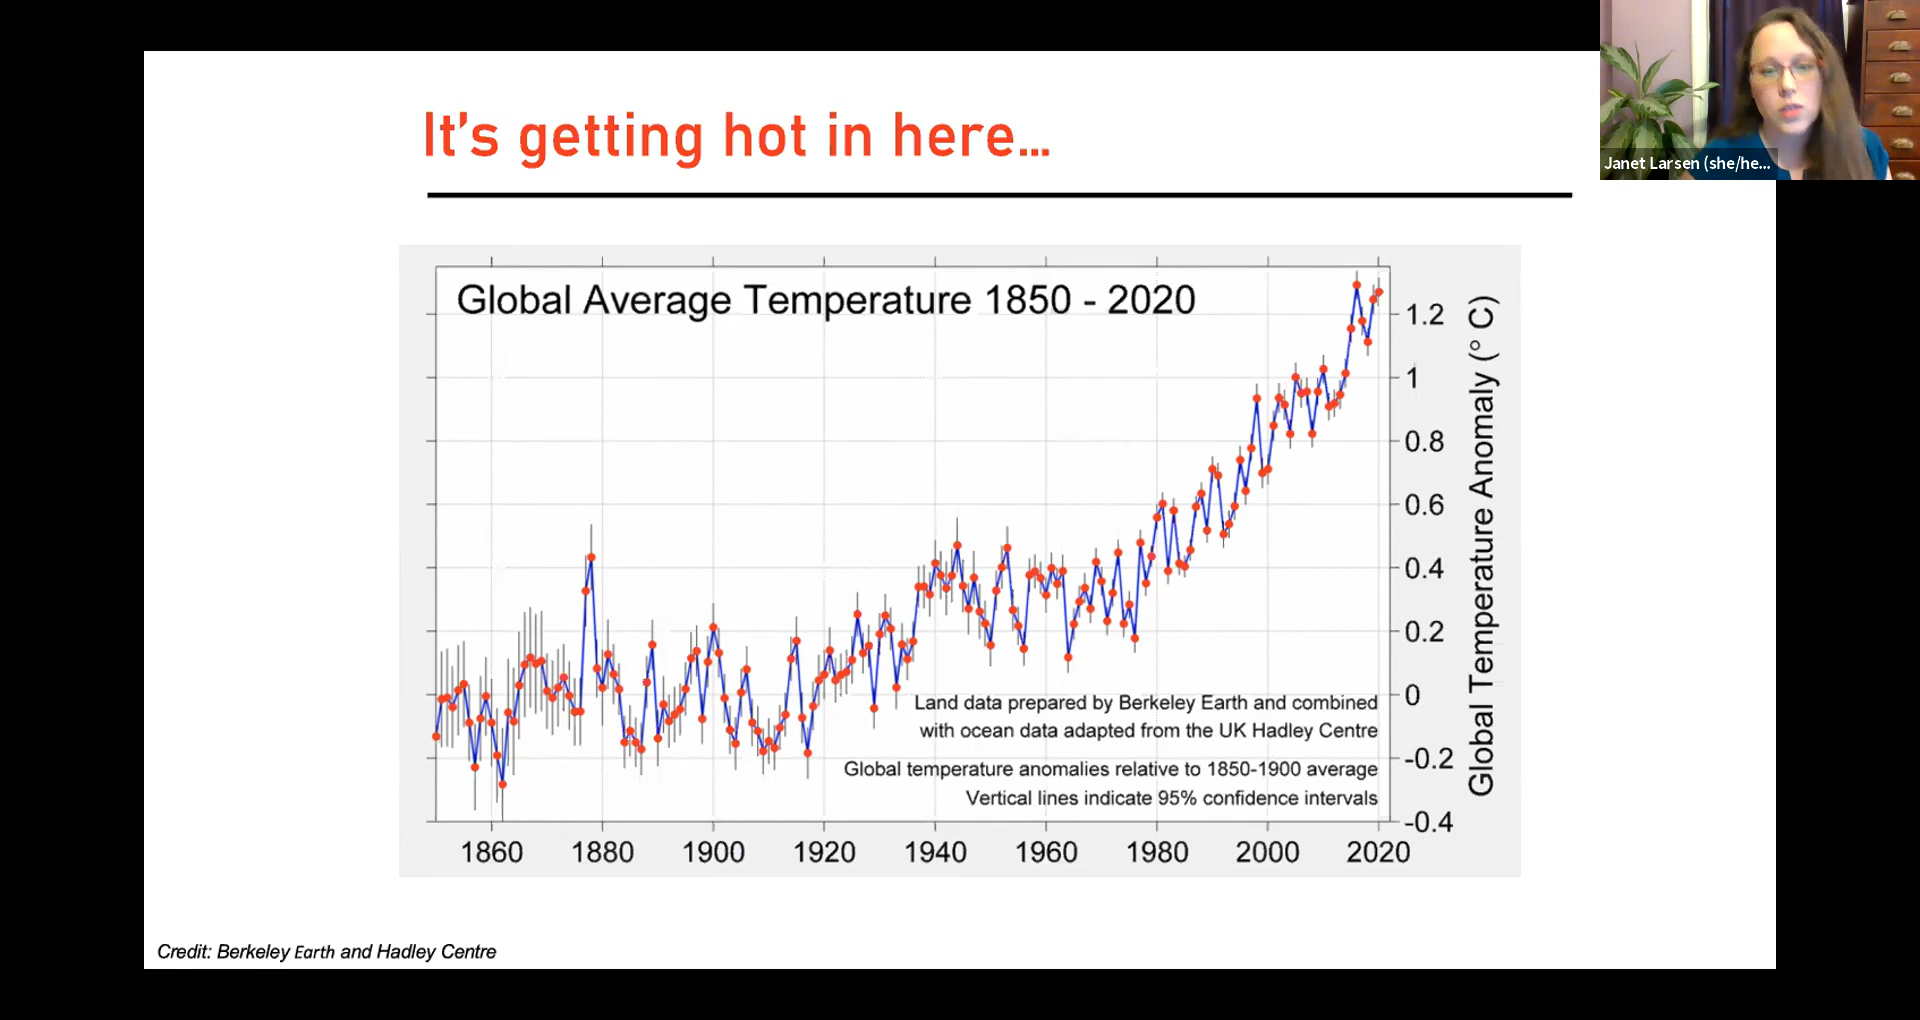 It's getting hot in here...
Janet Larsen (she/he...
Global Average Temperature 1850 - 2020
1.2
1
0.8
0.6
0.4
0.2
0
-0.2
-0.4
Global Temperature Anomaly (° C)
Land data prepared by Berkeley Earth and combined
with ocean data adapted from the UK Hadley Centre
Global temperature anomalies relative to 1850-1900 average
Vertical lines indicate 95% confidence intervals
1860 1880 1900 1920 1940 1960 1980 2000 2020
Credit: Berkeley Earth and Hadley Centre